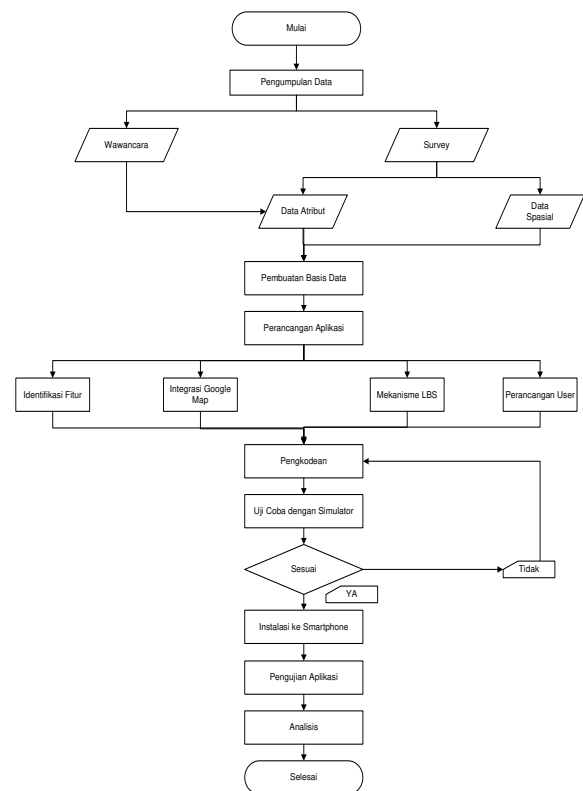 Mulai
Pengumpulan Data
Wawancara
Survey
Data Atribut
Data
Spasial
Pembuatan Basis Data
Perancangan Aplikasi
Identifikasi Fitur
Integrasi Google
Map
Mekanisme LBS
Perancangan User
Pengkodean
Uji Coba dengan Simulator
Sesuai
Tidak
YA
Instalasi ke Smartphone
Pengujian Aplikasi
Analisis
Selesai